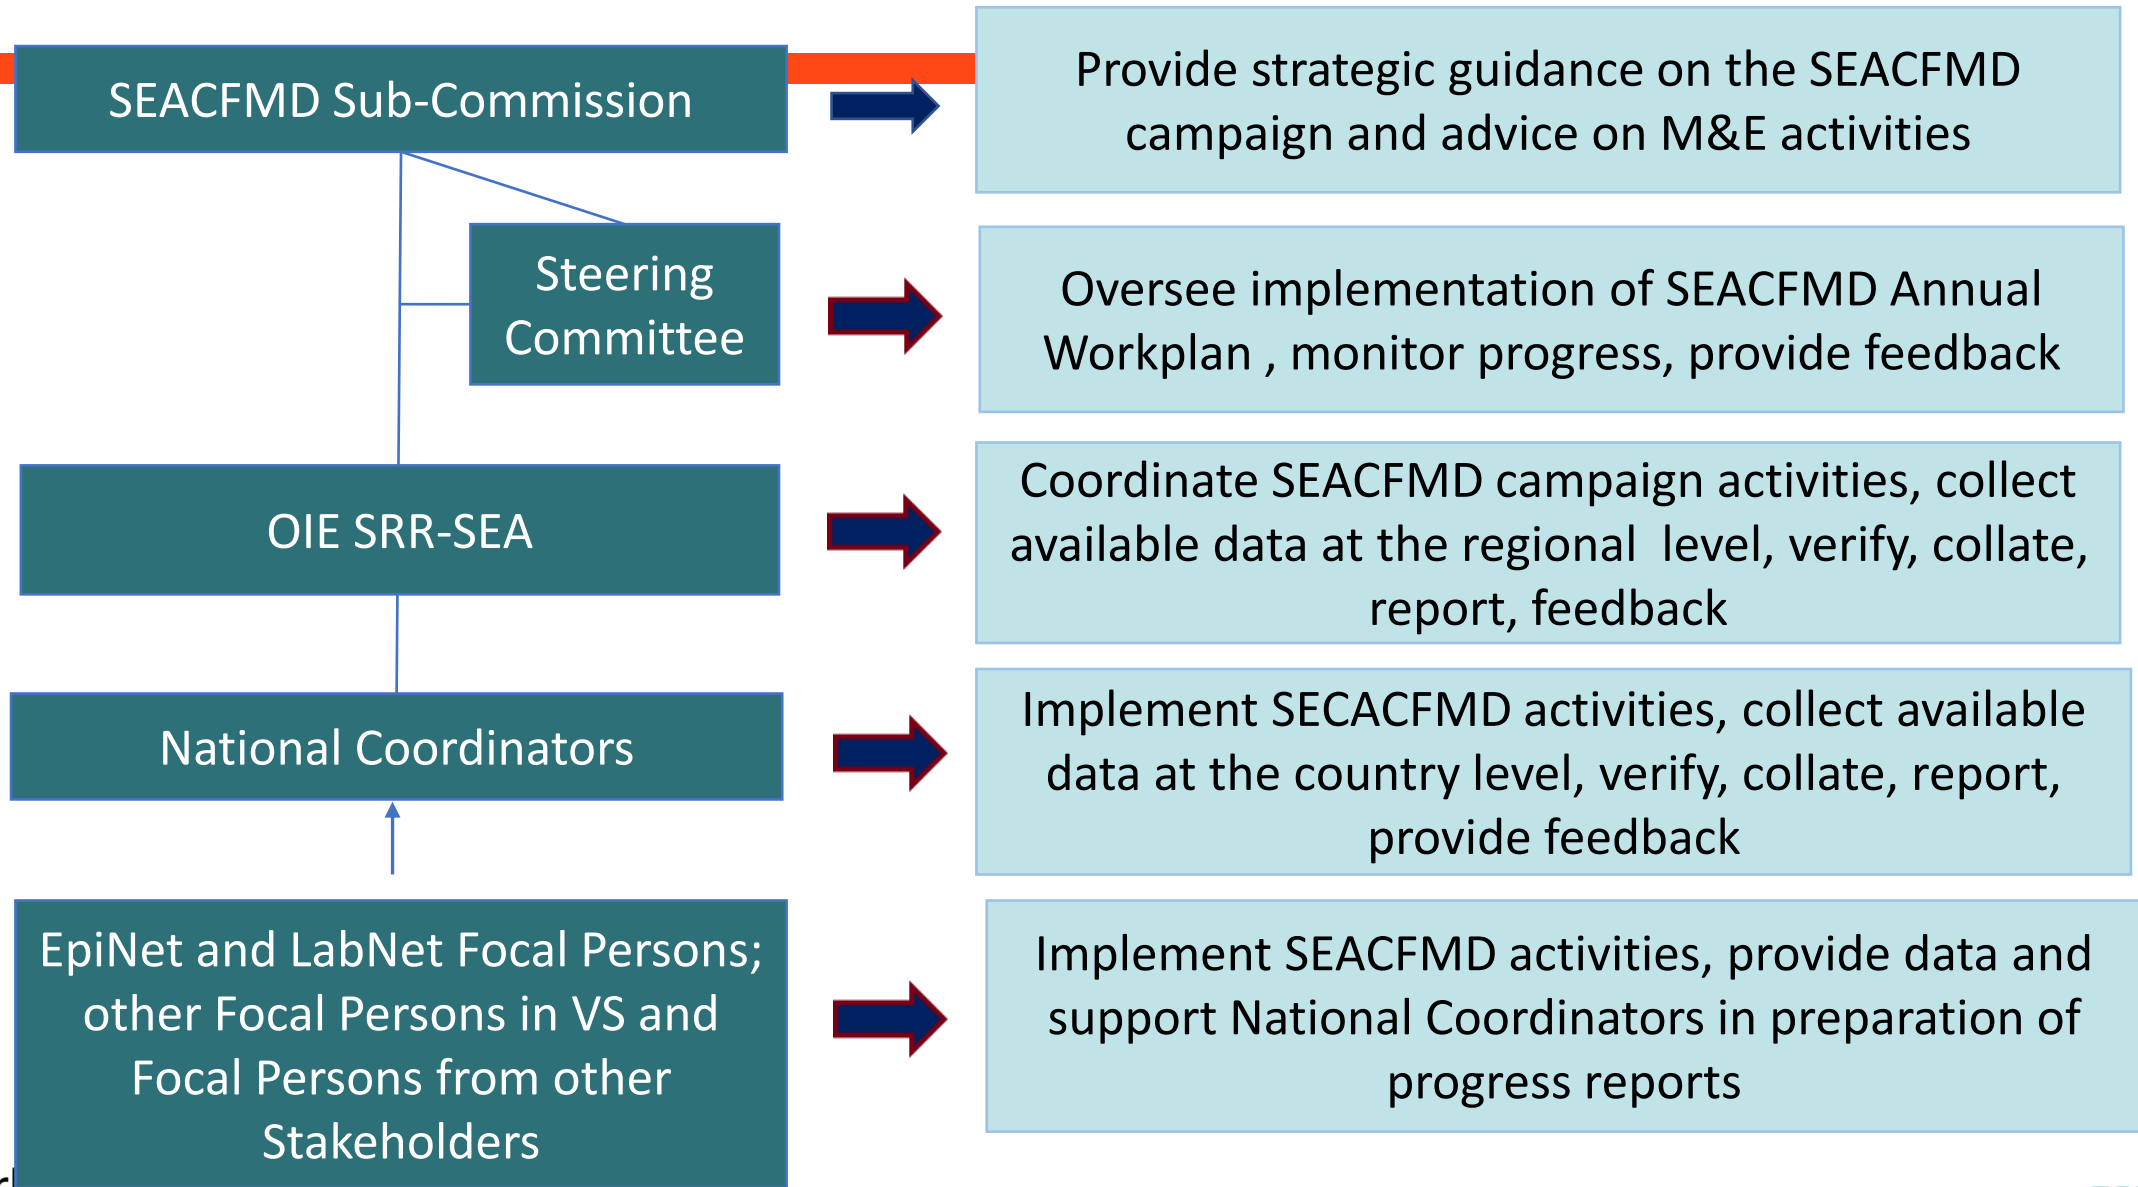 SEACFMD Sub-Commission
Provide strategic guidance on the SEACFMD
campaign and advice on M&E activities
Steering
Committee
Oversee implementation of SEACFMD Annual
Workplan , monitor progress, provide feedback
OIE SRR-SEA
Coordinate SEACFMD campaign activities, collect
available data at the regional  level, verify, collate,
report, feedback
National Coordinators
Implement SECACFMD activities, collect available
data at the country level, verify, collate, report,
provide feedback
EpiNet and LabNet Focal Persons;
other Focal Persons in VS and
Focal Persons from other
Stakeholders
Implement SEACFMD activities, provide data and
support National Coordinators in preparation of
progress reports